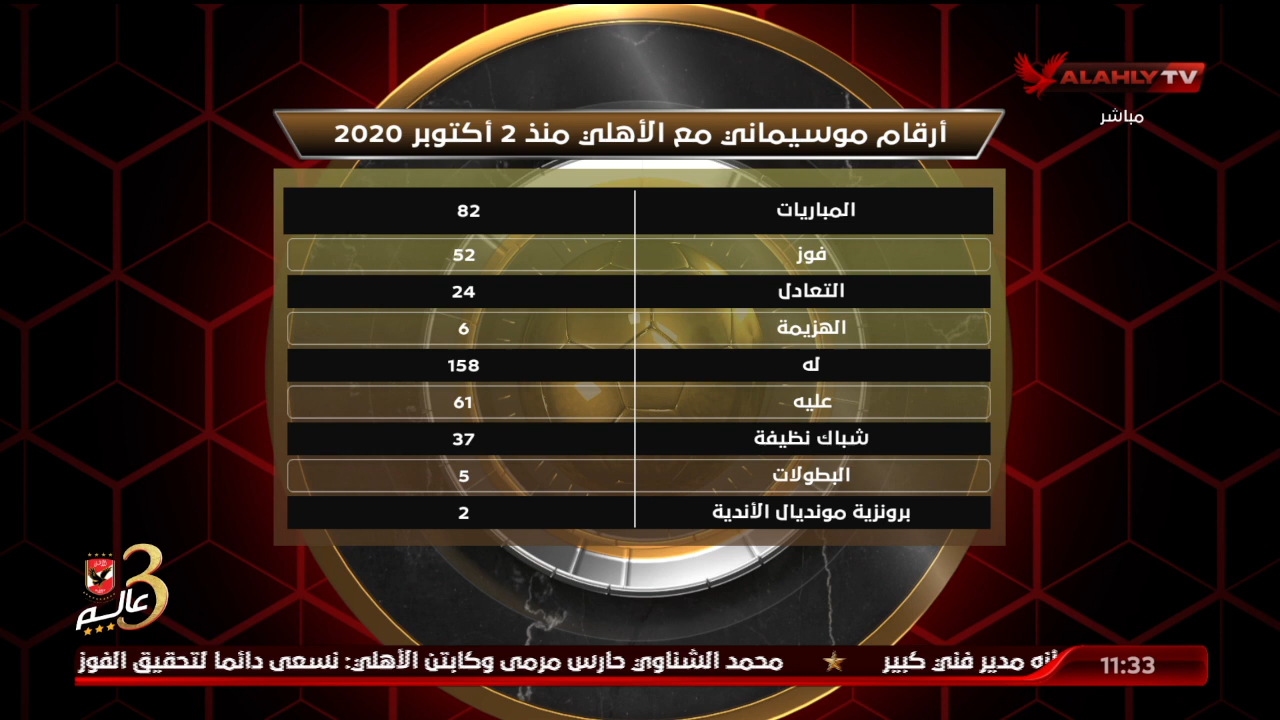 ALAHLY TV
مباشر
أرقام موسيماني مع الأهلي منذ 2 أكتوبر 2020
المباريات 82
فوز 52
التعادل 24
الهزيمة 6
له 158
عليه 61
شباك نظيفة 37
البطولات 5
برونزية مونديال الأندية 2
3 عالم
أنه مدير فني كبير ★ محمد الشناوي حارس مرمى وكابتن الأهلي: نسعى دائما لتحقيق الفوز
11:33